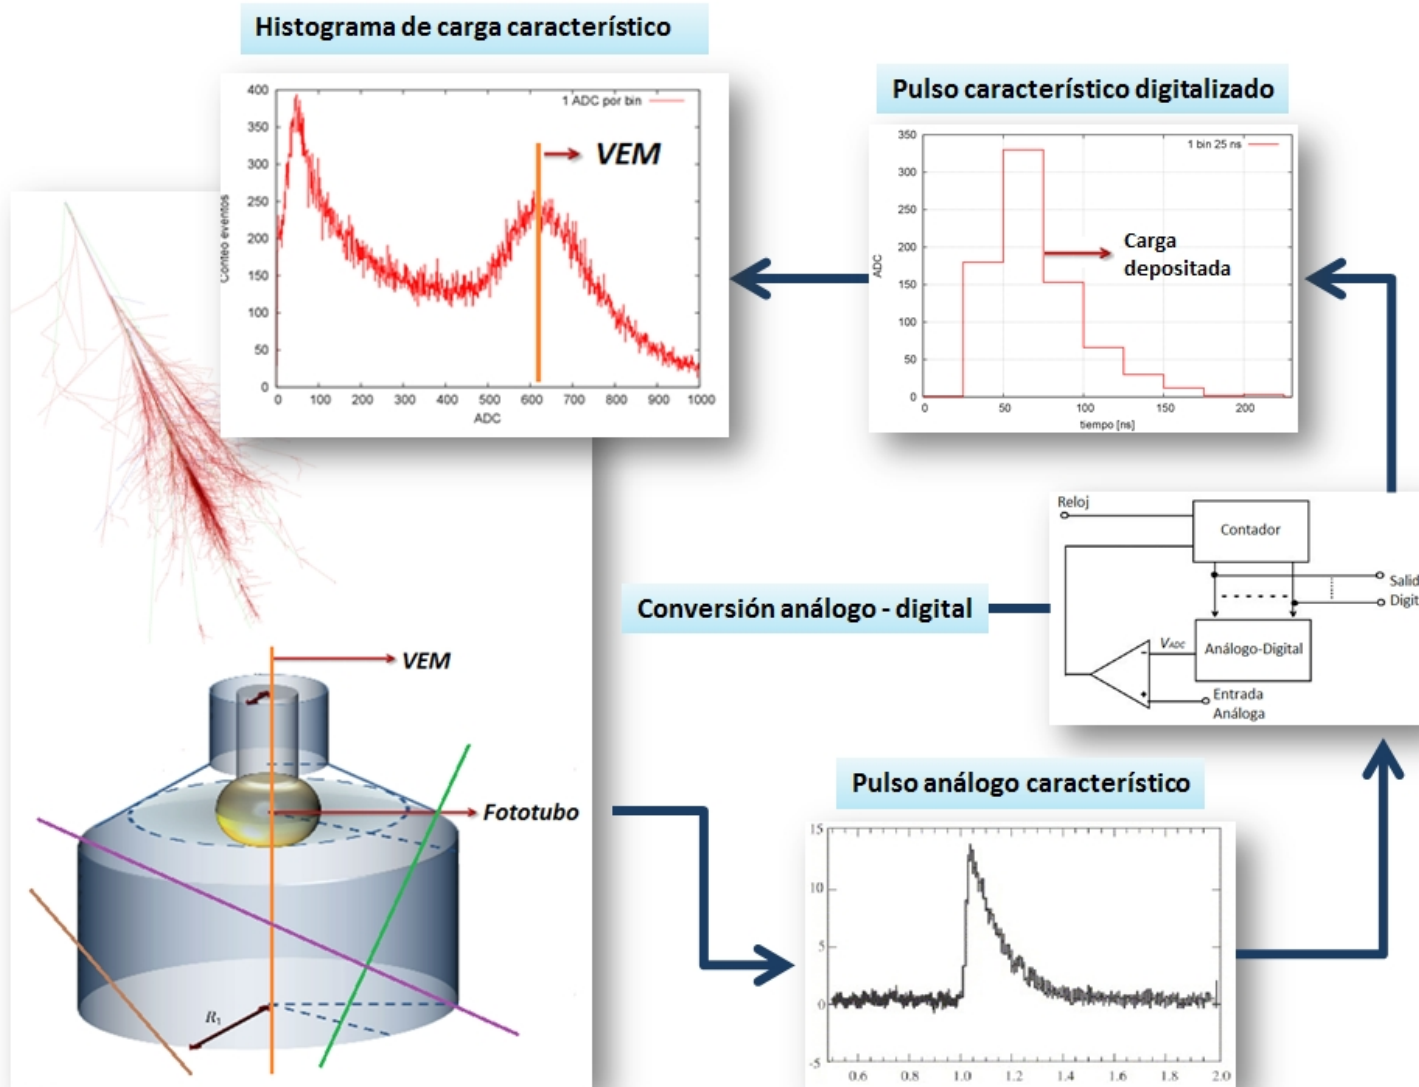 Histograma de carga característico
400
350
300
250
200
150
100
50
0
Conteo eventos
1 ADC por bin
VEM
0 100 200 300 400 500 600 700 800 900 1000
ADC
Pulso característico digitalizado
350
300
250
200
150
100
50
0
ADC
1 bin 25 ns
Carga
depositada
0 50 100 150 200
tiempo [ns]
Reloj
Contador
Salid
Digit
Análogo-Digital
VADC
-
+
Entrada
Análoga
Conversión análogo - digital
VEM
Fototubo
R1
Pulso análogo característico
15
10
5
0
-5
0.6 0.8 1.0 1.2 1.4 1.6 1.8 2.0